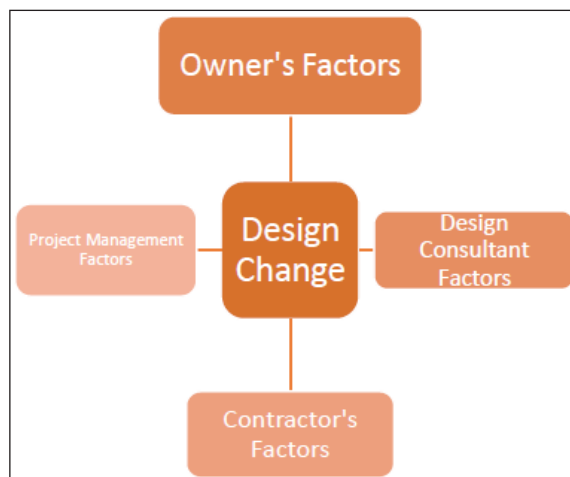 Owner's Factors
Project Management
Factors
Design
Change
Design
Consultant
Factors
Contractor's
Factors